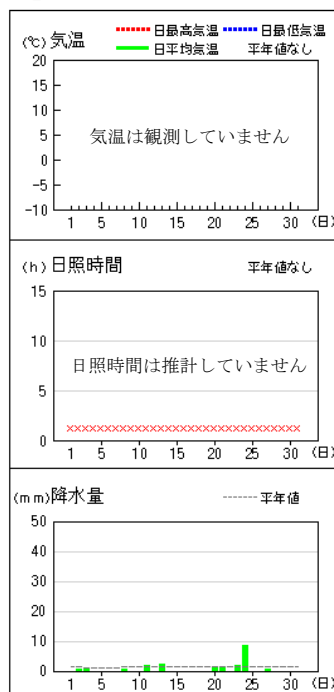 20
(℃) 気温 日最高気温 日最低気温
日平均気温 平年値なし
15
10
5
0
-5
-10
気温は観測していません
1 5 10 15 20 25 30 (日)
(h) 日照時間 平年値なし
15
10
5
0
日照時間は推計していません
1 5 10 15 20 25 30 (日)
(mm) 降水量 平年値
50
40
30
20
10
0
1 5 10 15 20 25 30 (日)